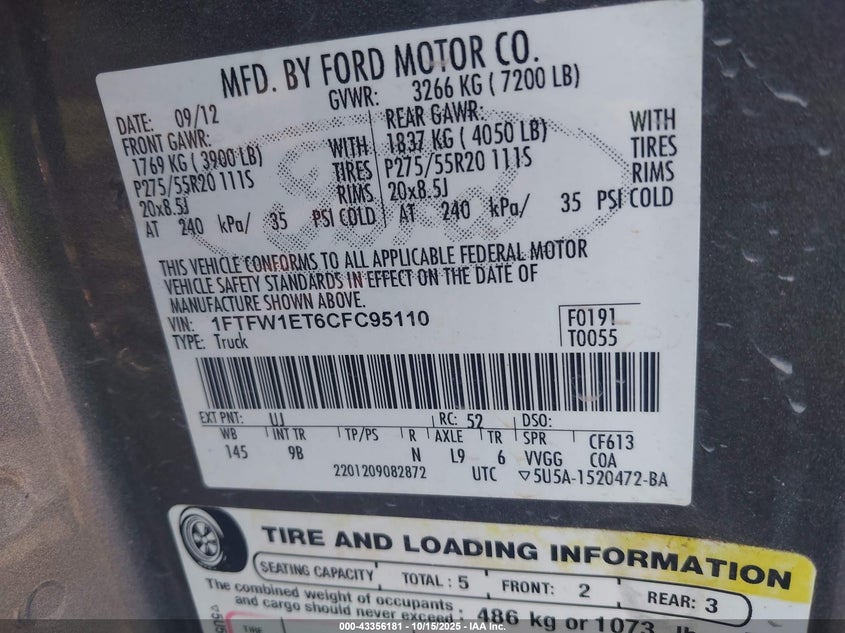 MFD. BY FORD MOTOR CO.
DATE: 09/12 GVWR: 3266 KG ( 7200 LB)
FRONT GAWR: REAR GAWR:
1769 KG ( 3900 LB) WITH 1837 KG ( 4050 LB) WITH
P275/55R20 111S TIRES P275/55R20 111S TIRES
20x8.5J RIMS 20x8.5J RIMS
AT 240 kPa/ 35 PSI COLD AT 240 kPa/ 35 PSI COLD
Ford
THIS VEHICLE CONFORMS TO ALL APPLICABLE FEDERAL MOTOR
VEHICLE SAFETY STANDARDS IN EFFECT ON THE DATE OF
MANUFACTURE SHOWN ABOVE.
VIN: 1FTFW1ET6CFC95110 F0191
TYPE: Truck T0055
EXT PNT: UJ RC: 52 DSO:
WB INT TR TP/PS R AXLE TR SPR CF613
145 9B N L9 6 VVGG COA
2201209082872 UTC ▽5U5A-1520472-BA
TIRE AND LOADING INFORMATION
SEATING CAPACITY TOTAL : 5 FRONT: 2 REAR: 3
The combined weight of occupants
and cargo should never exceed : 486 kg or 1073
TIRE
000-43356181 - 10/15/2025 - IAA Inc.